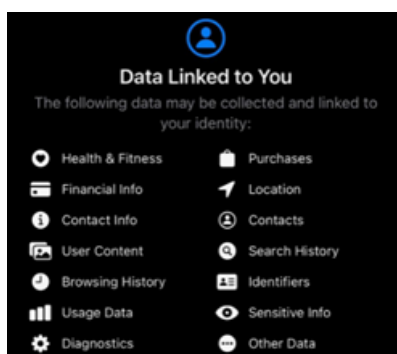 Data Linked to You
The following data may be collected and linked to
your identity:
Health & Fitness
Purchases
Financial Info
Location
Contact Info
Contacts
User Content
Search History
Browsing History
Identifiers
Usage Data
Sensitive Info
Diagnostics
Other Data